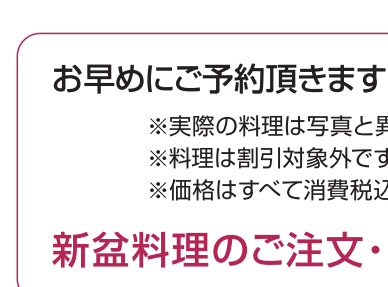 お早めにご予約頂きます
※実際の料理は写真と異
※料理は割引対象外です
※価格はすべて消費税込
新盆料理のご注文・